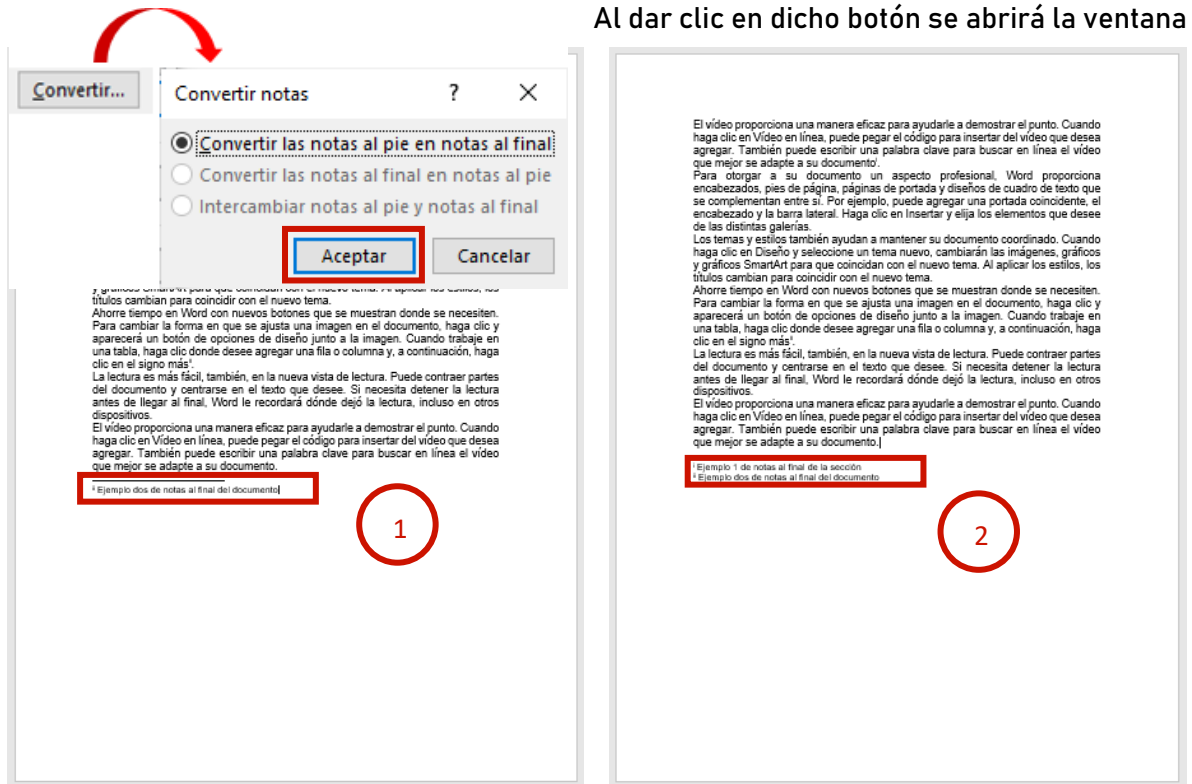 Al dar clic en dicho botón se abrirá la ventana
Convertir...
Convertir notas ? ✕
Convertir las notas al pie en notas al final
Convertir las notas al final en notas al pie
Intercambiar notas al pie y notas al final
Aceptar Cancelar
y gráficos SmartArt para que coincidan con el nuevo tema. Al aplicar los estilos, los
títulos cambian para coincidir con el nuevo tema.
Ahorre tiempo en Word con nuevos botones que se muestran donde se necesiten.
Para cambiar la forma en que se ajusta una imagen en el documento, haga clic y
aparecerá un botón de opciones de diseño junto a la imagen. Cuando trabaje en
una tabla, haga clic donde desee agregar una fila o columna y, a continuación, haga
clic en el signo másⁱⁱ.
La lectura es más fácil, también, en la nueva vista de lectura. Puede contraer partes
del documento y centrarse en el texto que desee. Si necesita detener la lectura
antes de llegar al final, Word le recordará dónde dejó la lectura, incluso en otros
dispositivos.
El vídeo proporciona una manera eficaz para ayudarle a demostrar el punto. Cuando
haga clic en Vídeo en línea, puede pegar el código para insertar del vídeo que desea
agregar. También puede escribir una palabra clave para buscar en línea el vídeo
que mejor se adapte a su documento.
ⁱⁱ Ejemplo dos de notas al final del documento
1
El vídeo proporciona una manera eficaz para ayudarle a demostrar el punto. Cuando
haga clic en Vídeo en línea, puede pegar el código para insertar del vídeo que desea
agregar. También puede escribir una palabra clave para buscar en línea el vídeo
que mejor se adapte a su documentoⁱ.
Para otorgar a su documento un aspecto profesional, Word proporciona
encabezados, pies de página, páginas de portada y diseños de cuadro de texto que
se complementan entre sí. Por ejemplo, puede agregar una portada coincidente, el
encabezado y la barra lateral. Haga clic en Insertar y elija los elementos que desee
de las distintas galerías.
Los temas y estilos también ayudan a mantener su documento coordinado. Cuando
haga clic en Diseño y seleccione un tema nuevo, cambiarán las imágenes, gráficos
y gráficos SmartArt para que coincidan con el nuevo tema. Al aplicar los estilos, los
títulos cambian para coincidir con el nuevo tema.
Ahorre tiempo en Word con nuevos botones que se muestran donde se necesiten.
Para cambiar la forma en que se ajusta una imagen en el documento, haga clic y
aparecerá un botón de opciones de diseño junto a la imagen. Cuando trabaje en
una tabla, haga clic donde desee agregar una fila o columna y, a continuación, haga
clic en el signo másⁱⁱ.
La lectura es más fácil, también, en la nueva vista de lectura. Puede contraer partes
del documento y centrarse en el texto que desee. Si necesita detener la lectura
antes de llegar al final, Word le recordará dónde dejó la lectura, incluso en otros
dispositivos.
El vídeo proporciona una manera eficaz para ayudarle a demostrar el punto. Cuando
haga clic en Vídeo en línea, puede pegar el código para insertar del vídeo que desea
agregar. También puede escribir una palabra clave para buscar en línea el vídeo
que mejor se adapte a su documento.
ⁱ Ejemplo 1 de notas al final de la sección
ⁱⁱ Ejemplo dos de notas al final del documento
2